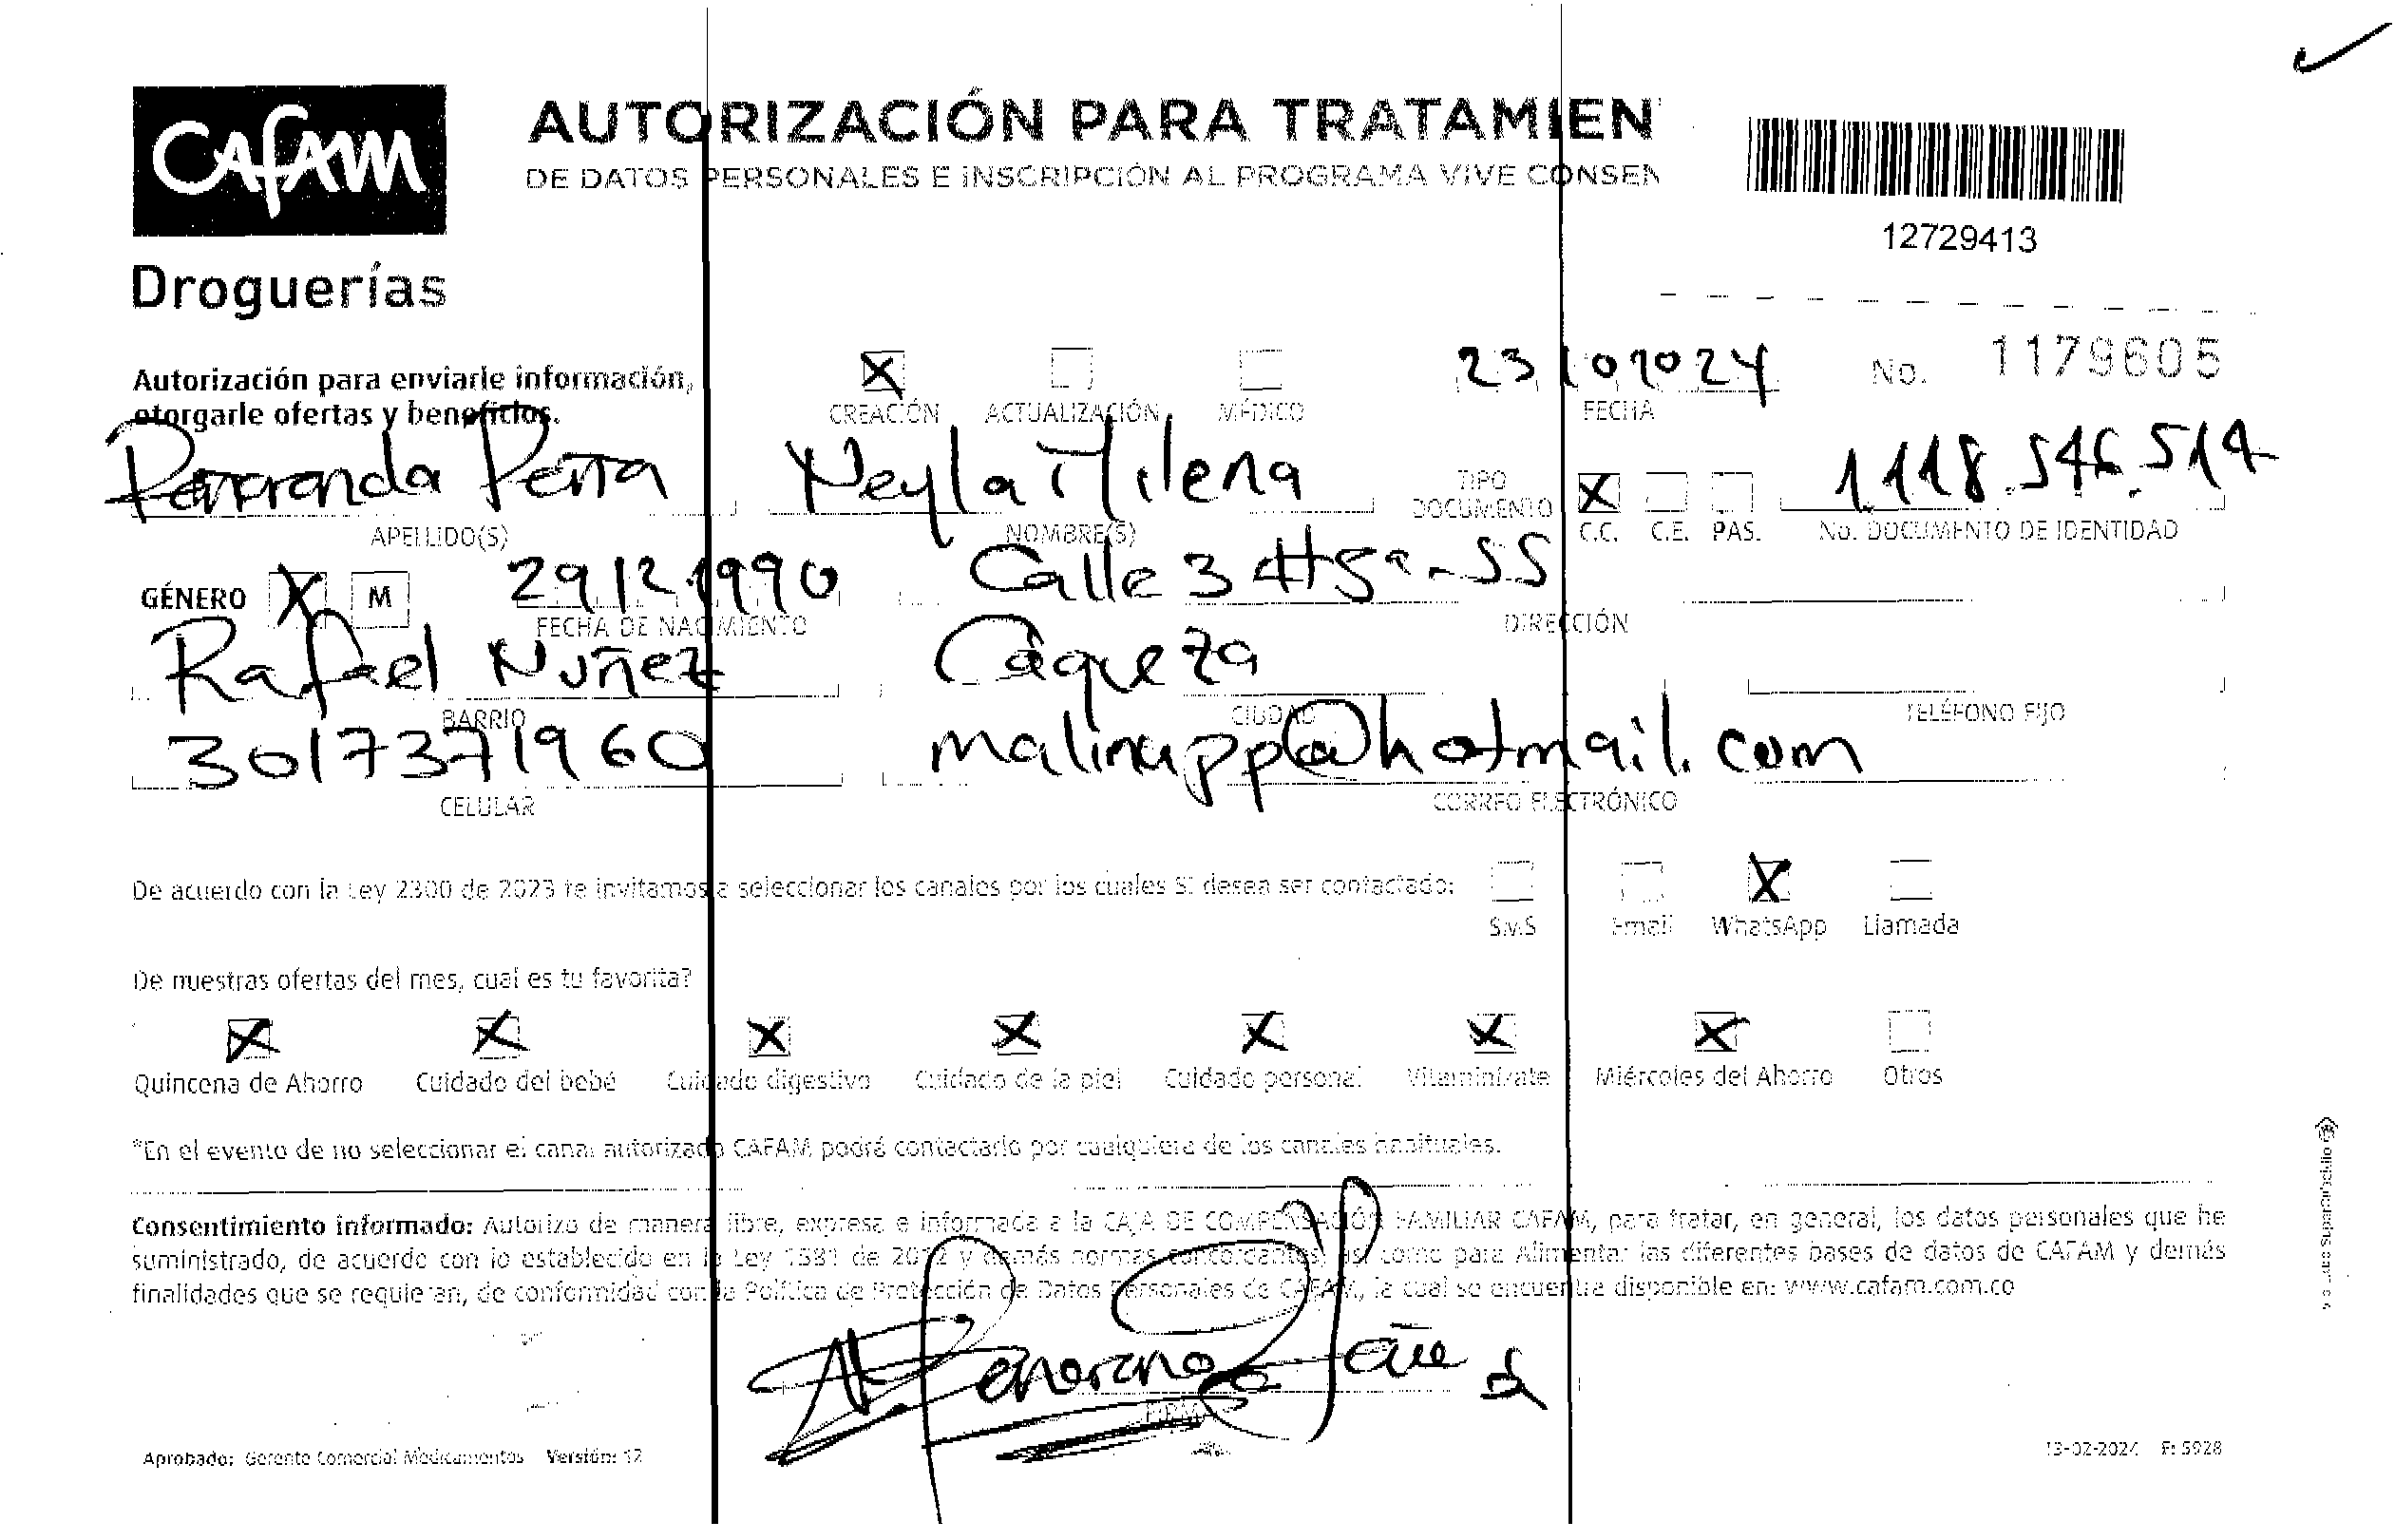 CAFAM
Droguerías
AUTORIZACIÓN PARA TRATAMIEN
DE DATOS PERSONALES E INSCRIPCIÓN AL PROGRAMA VIVE CONSEN
12729413
Autorización para enviarle información,
otorgarle ofertas y beneficios.
X
CREACIÓN ACTUALIZACIÓN MÉDICO
FECHA
No. 1179605
Neyla Milena
APELLIDO(S) NOMBRE(S)
TIPO
DOCUMENTO
X
C.C. C.E. PAS.
1.118.546.514
No. DOCUMENTO DE IDENTIDAD
GÉNERO X M
29121990
FECHA DE NACIMIENTO
Calle 3 #5a-55
DIRECCIÓN
Rafael Nuñez
BARRIO
Caqueza
CIUDAD
TELÉFONO FIJO
3017371960
CELULAR
malinapp@hotmail.com
CORREO ELECTRÓNICO
De acuerdo con la Ley 2300 de 2023 te invitamos a seleccionar los canales por los cuales SI desea ser contactado:
X
SMS Email WhatsApp Llamada
De nuestras ofertas del mes, cual es tu favorita?
X X X X X X X
Quincena de Ahorro Cuidado del bebé Cuidado digestivo Cuidado de la piel Cuidado personal Vitaminízate Miércoles del Ahorro Otros
*En el evento de no seleccionar el canal autorizado CAFAM podrá contactarlo por cualquiera de los canales habituales.
Consentimiento informado: Autorizo de manera libre, expresa e informada a la CAJA DE COMPENSACIÓN FAMILIAR CAFAM, para tratar, en general, los datos personales que he
suministrado, de acuerdo con lo establecido en la Ley 1581 de 2012 y demás normas concordantes, así como para Alimentar las diferentes bases de datos de CAFAM y demás
finalidades que se requieran, de conformidad con la Política de Protección de Datos Personales de CAFAM, la cual se encuentra disponible en: www.cafam.com.co
FIRMA
Aprobado: Gerente Comercial Medicamentos Versión: 12
13-02-2024 F: 5928